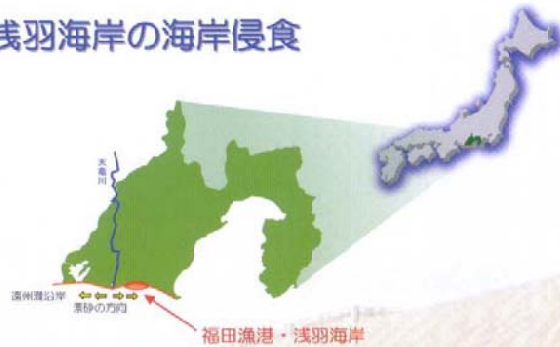 浅羽海岸の海岸侵食
天竜川
遠州灘沿岸
漂砂の方向
福田漁港・浅羽海岸